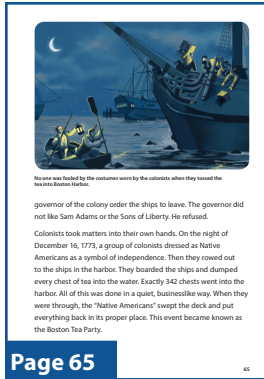 No one was fooled by the costumes worn by the colonists when they tossed the
tea into Boston Harbor.
governor of the colony order the ships to leave. The governor did
not like Sam Adams or the Sons of Liberty. He refused.
Colonists took matters into their own hands. On the night of
December 16, 1773, a group of colonists dressed as Native
Americans as a symbol of independence. Then they rowed out
to the ships in the harbor. They boarded the ships and dumped
every chest of tea into the water. Exactly 342 chests went into the
harbor. All of this was done in a quiet, businesslike way. When they
were through, the “Native Americans” swept the deck and put
everything back in its proper place. This event became known as
the Boston Tea Party.
Page 65
65